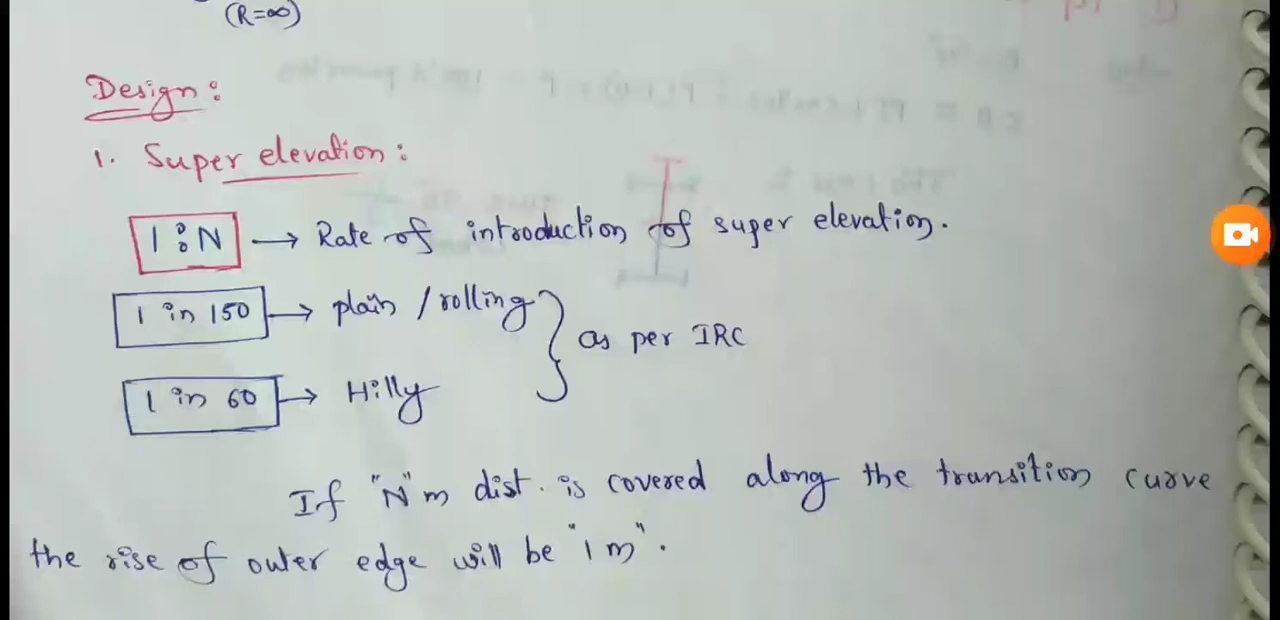 (R=∞)
Design:
1. Super elevation:
1:N → Rate of introduction of super elevation.
1 in 150 → plain / rolling
as per IRC
1 in 60 → Hilly
If "N"m dist. is covered along the transition curve
the rise of outer edge will be "1m".